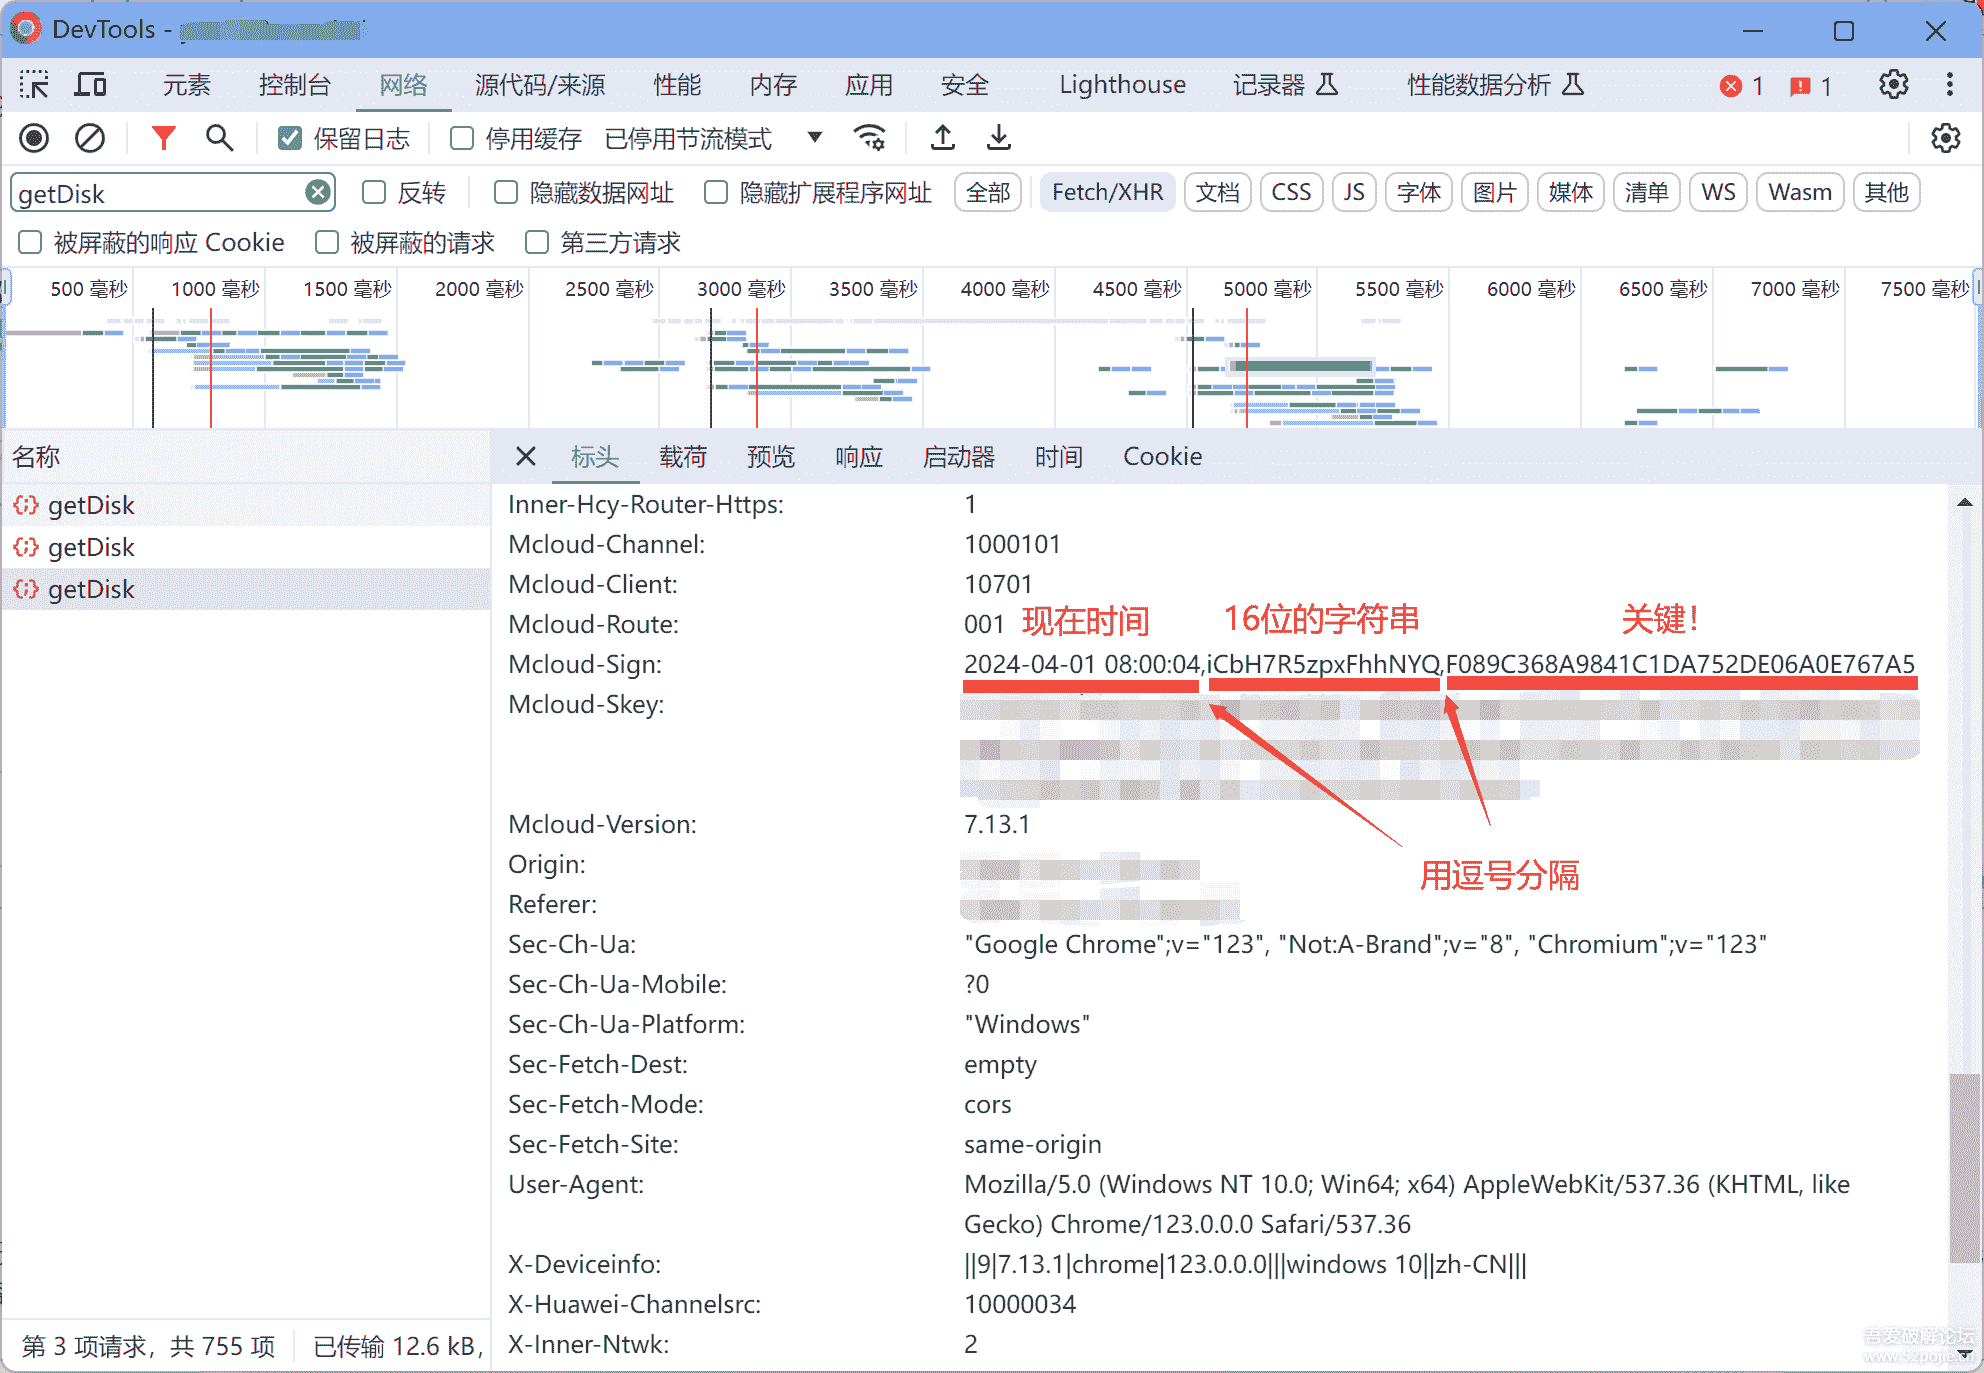 DevTools -
元素 控制台 网络 源代码/来源 性能 内存 应用 安全 Lighthouse 记录器 性能数据分析 1 1
保留日志 停用缓存 已停用节流模式
getDisk 反转 隐藏数据网址 隐藏扩展程序网址 全部 Fetch/XHR 文档 CSS JS 字体 图片 媒体 清单 WS Wasm 其他
被屏蔽的响应 Cookie 被屏蔽的请求 第三方请求
500 毫秒 1000 毫秒 1500 毫秒 2000 毫秒 2500 毫秒 3000 毫秒 3500 毫秒 4000 毫秒 4500 毫秒 5000 毫秒 5500 毫秒 6000 毫秒 6500 毫秒 7000 毫秒 7500 毫秒
名称
getDisk
getDisk
getDisk
标头 载荷 预览 响应 启动器 时间 Cookie
Inner-Hcy-Router-Https: 1
Mcloud-Channel: 1000101
Mcloud-Client: 10701
Mcloud-Route: 001
现在时间 16位的字符串 关键！
Mcloud-Sign: 2024-04-01 08:00:04,iCbH7R5zpxFhhNYQ,F089C368A9841C1DA752DE06A0E767A5
Mcloud-Skey:
Mcloud-Version: 7.13.1
用逗号分隔
Origin:
Referer:
Sec-Ch-Ua: "Google Chrome";v="123", "Not:A-Brand";v="8", "Chromium";v="123"
Sec-Ch-Ua-Mobile: ?0
Sec-Ch-Ua-Platform: "Windows"
Sec-Fetch-Dest: empty
Sec-Fetch-Mode: cors
Sec-Fetch-Site: same-origin
User-Agent: Mozilla/5.0 (Windows NT 10.0; Win64; x64) AppleWebKit/537.36 (KHTML, like
Gecko) Chrome/123.0.0.0 Safari/537.36
X-Deviceinfo: ||9|7.13.1|chrome|123.0.0.0|||windows 10||zh-CN|||
X-Huawei-Channelsrc: 10000034
X-Inner-Ntwk: 2
第 3 项请求，共 755 项 已传输 12.6 kB,
吾爱破解论坛
www.52pojie.cn